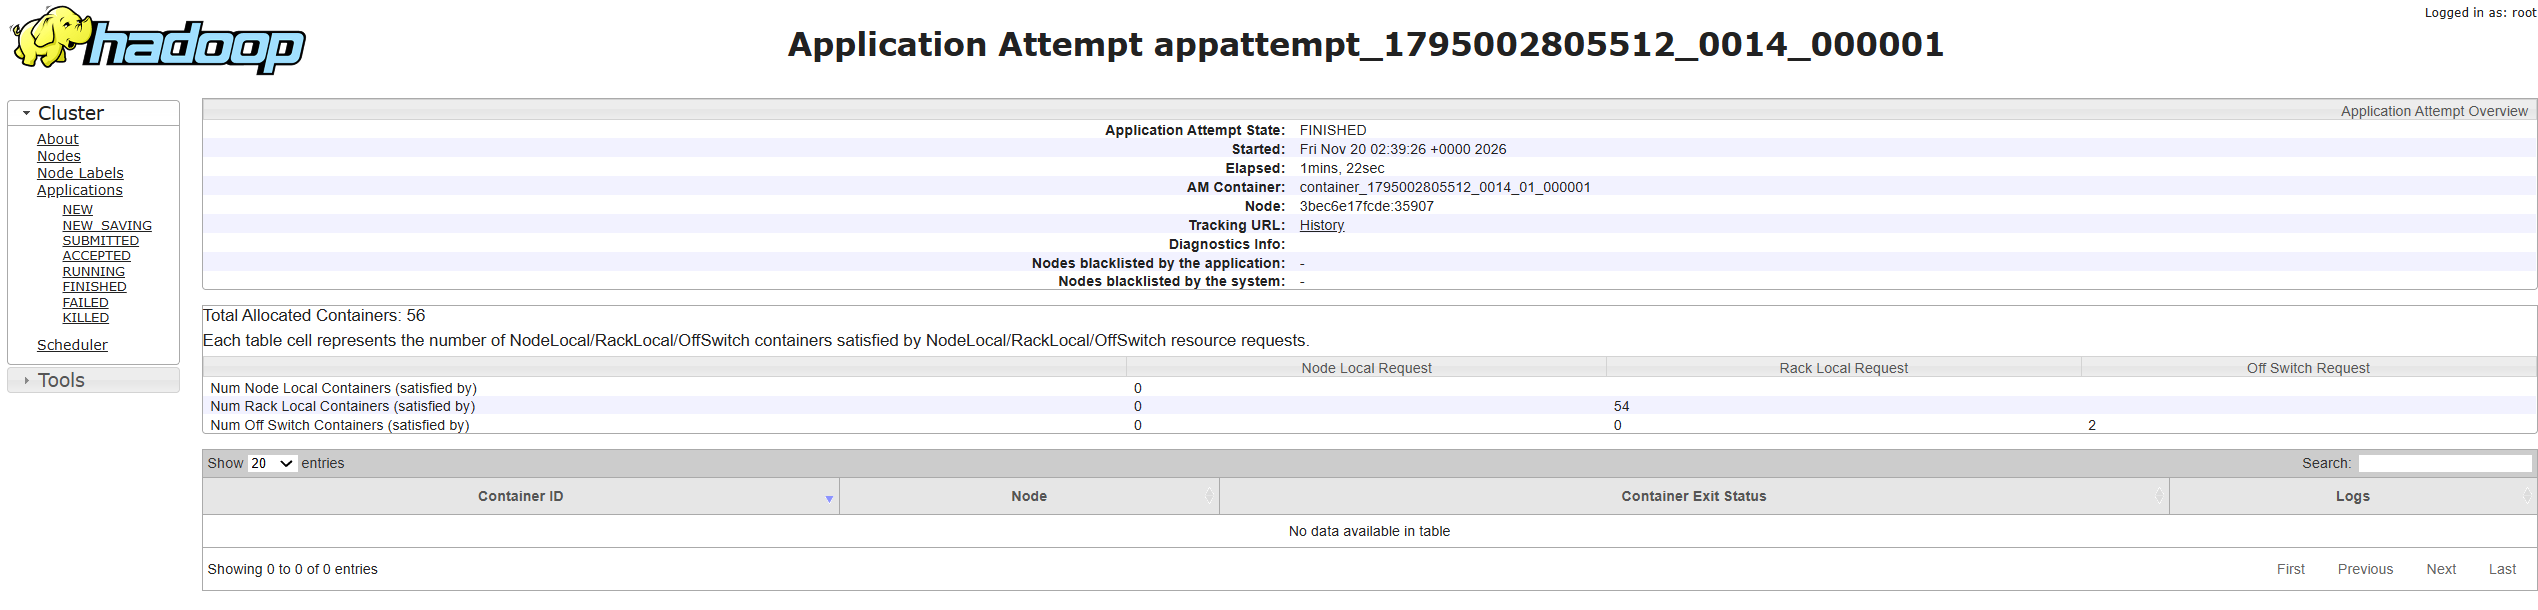 Logged in as: root
hadoop
Application Attempt appattempt_1795002805512_0014_000001
Cluster
About
Nodes
Node Labels
Applications
NEW
NEW_SAVING
SUBMITTED
ACCEPTED
RUNNING
FINISHED
FAILED
KILLED
Scheduler
Tools
Application Attempt Overview
Application Attempt State: FINISHED
Started: Fri Nov 20 02:39:26 +0000 2026
Elapsed: 1mins, 22sec
AM Container: container_1795002805512_0014_01_000001
Node: 3bec6e17fcde:35907
Tracking URL: History
Diagnostics Info:
Nodes blacklisted by the application: -
Nodes blacklisted by the system: -
Total Allocated Containers: 56
Each table cell represents the number of NodeLocal/RackLocal/OffSwitch containers satisfied by NodeLocal/RackLocal/OffSwitch resource requests.
Node Local Request Rack Local Request Off Switch Request
Num Node Local Containers (satisfied by) 0
Num Rack Local Containers (satisfied by) 0 54
Num Off Switch Containers (satisfied by) 0 0 2
Show 20 entries Search:
Container ID Node Container Exit Status Logs
No data available in table
Showing 0 to 0 of 0 entries First Previous Next Last